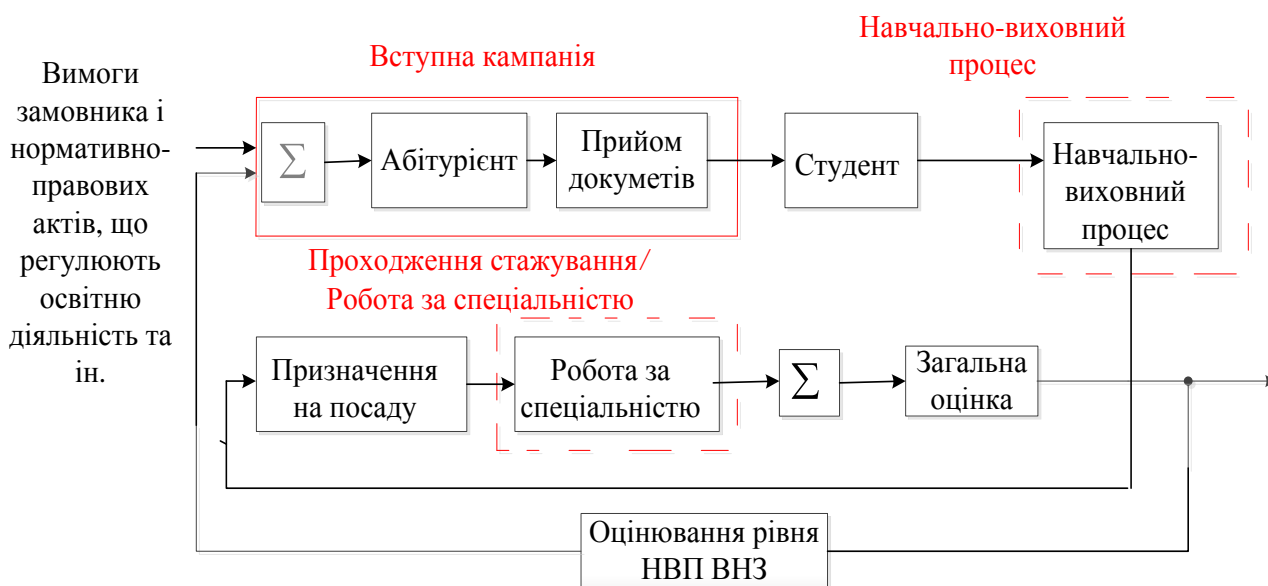 Вимоги
замовника і
нормативно-
правових
актів, що
регулюють
освітню
діяльність та
ін.
Вступна кампанія
Σ
Абітурієнт
Прийом
докуметів
Студент
Навчально-виховний
процес
Навчально-
виховний
процес
Проходження стажування/
Робота за спеціальністю
Призначення
на посаду
Робота за
спеціальністю
Σ
Загальна
оцінка
Оцінювання рівня
НВП ВНЗ